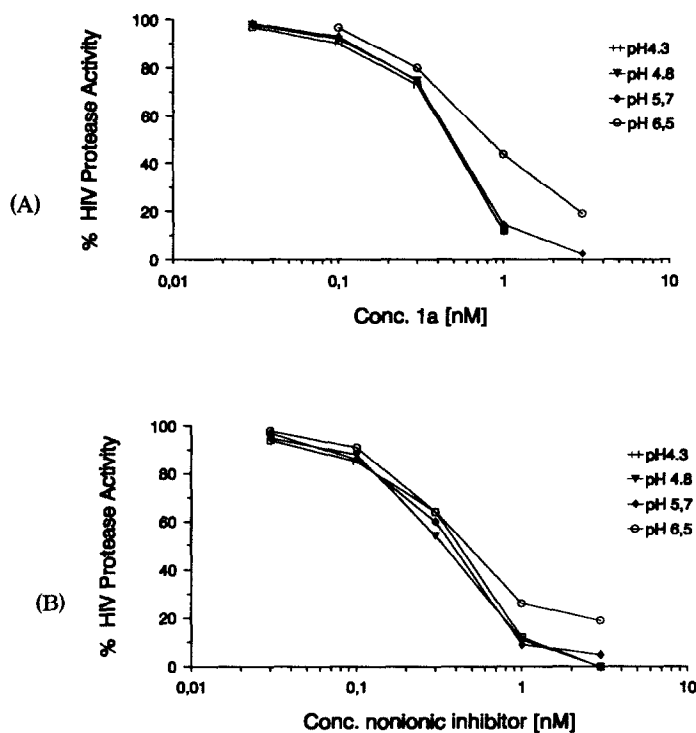 100
80
60
40
20
0
% HIV Protease Activity
(A)
0,01
0,1
1
10
Conc. 1a [nM]
pH4.3
pH 4.8
pH 5,7
pH 6,5
100
80
60
40
20
0
% HIV Protease Activity
(B)
0,01
0,1
1
10
Conc. nonionic inhibitor [nM]
pH4.3
pH 4.8
pH 5,7
pH 6,5